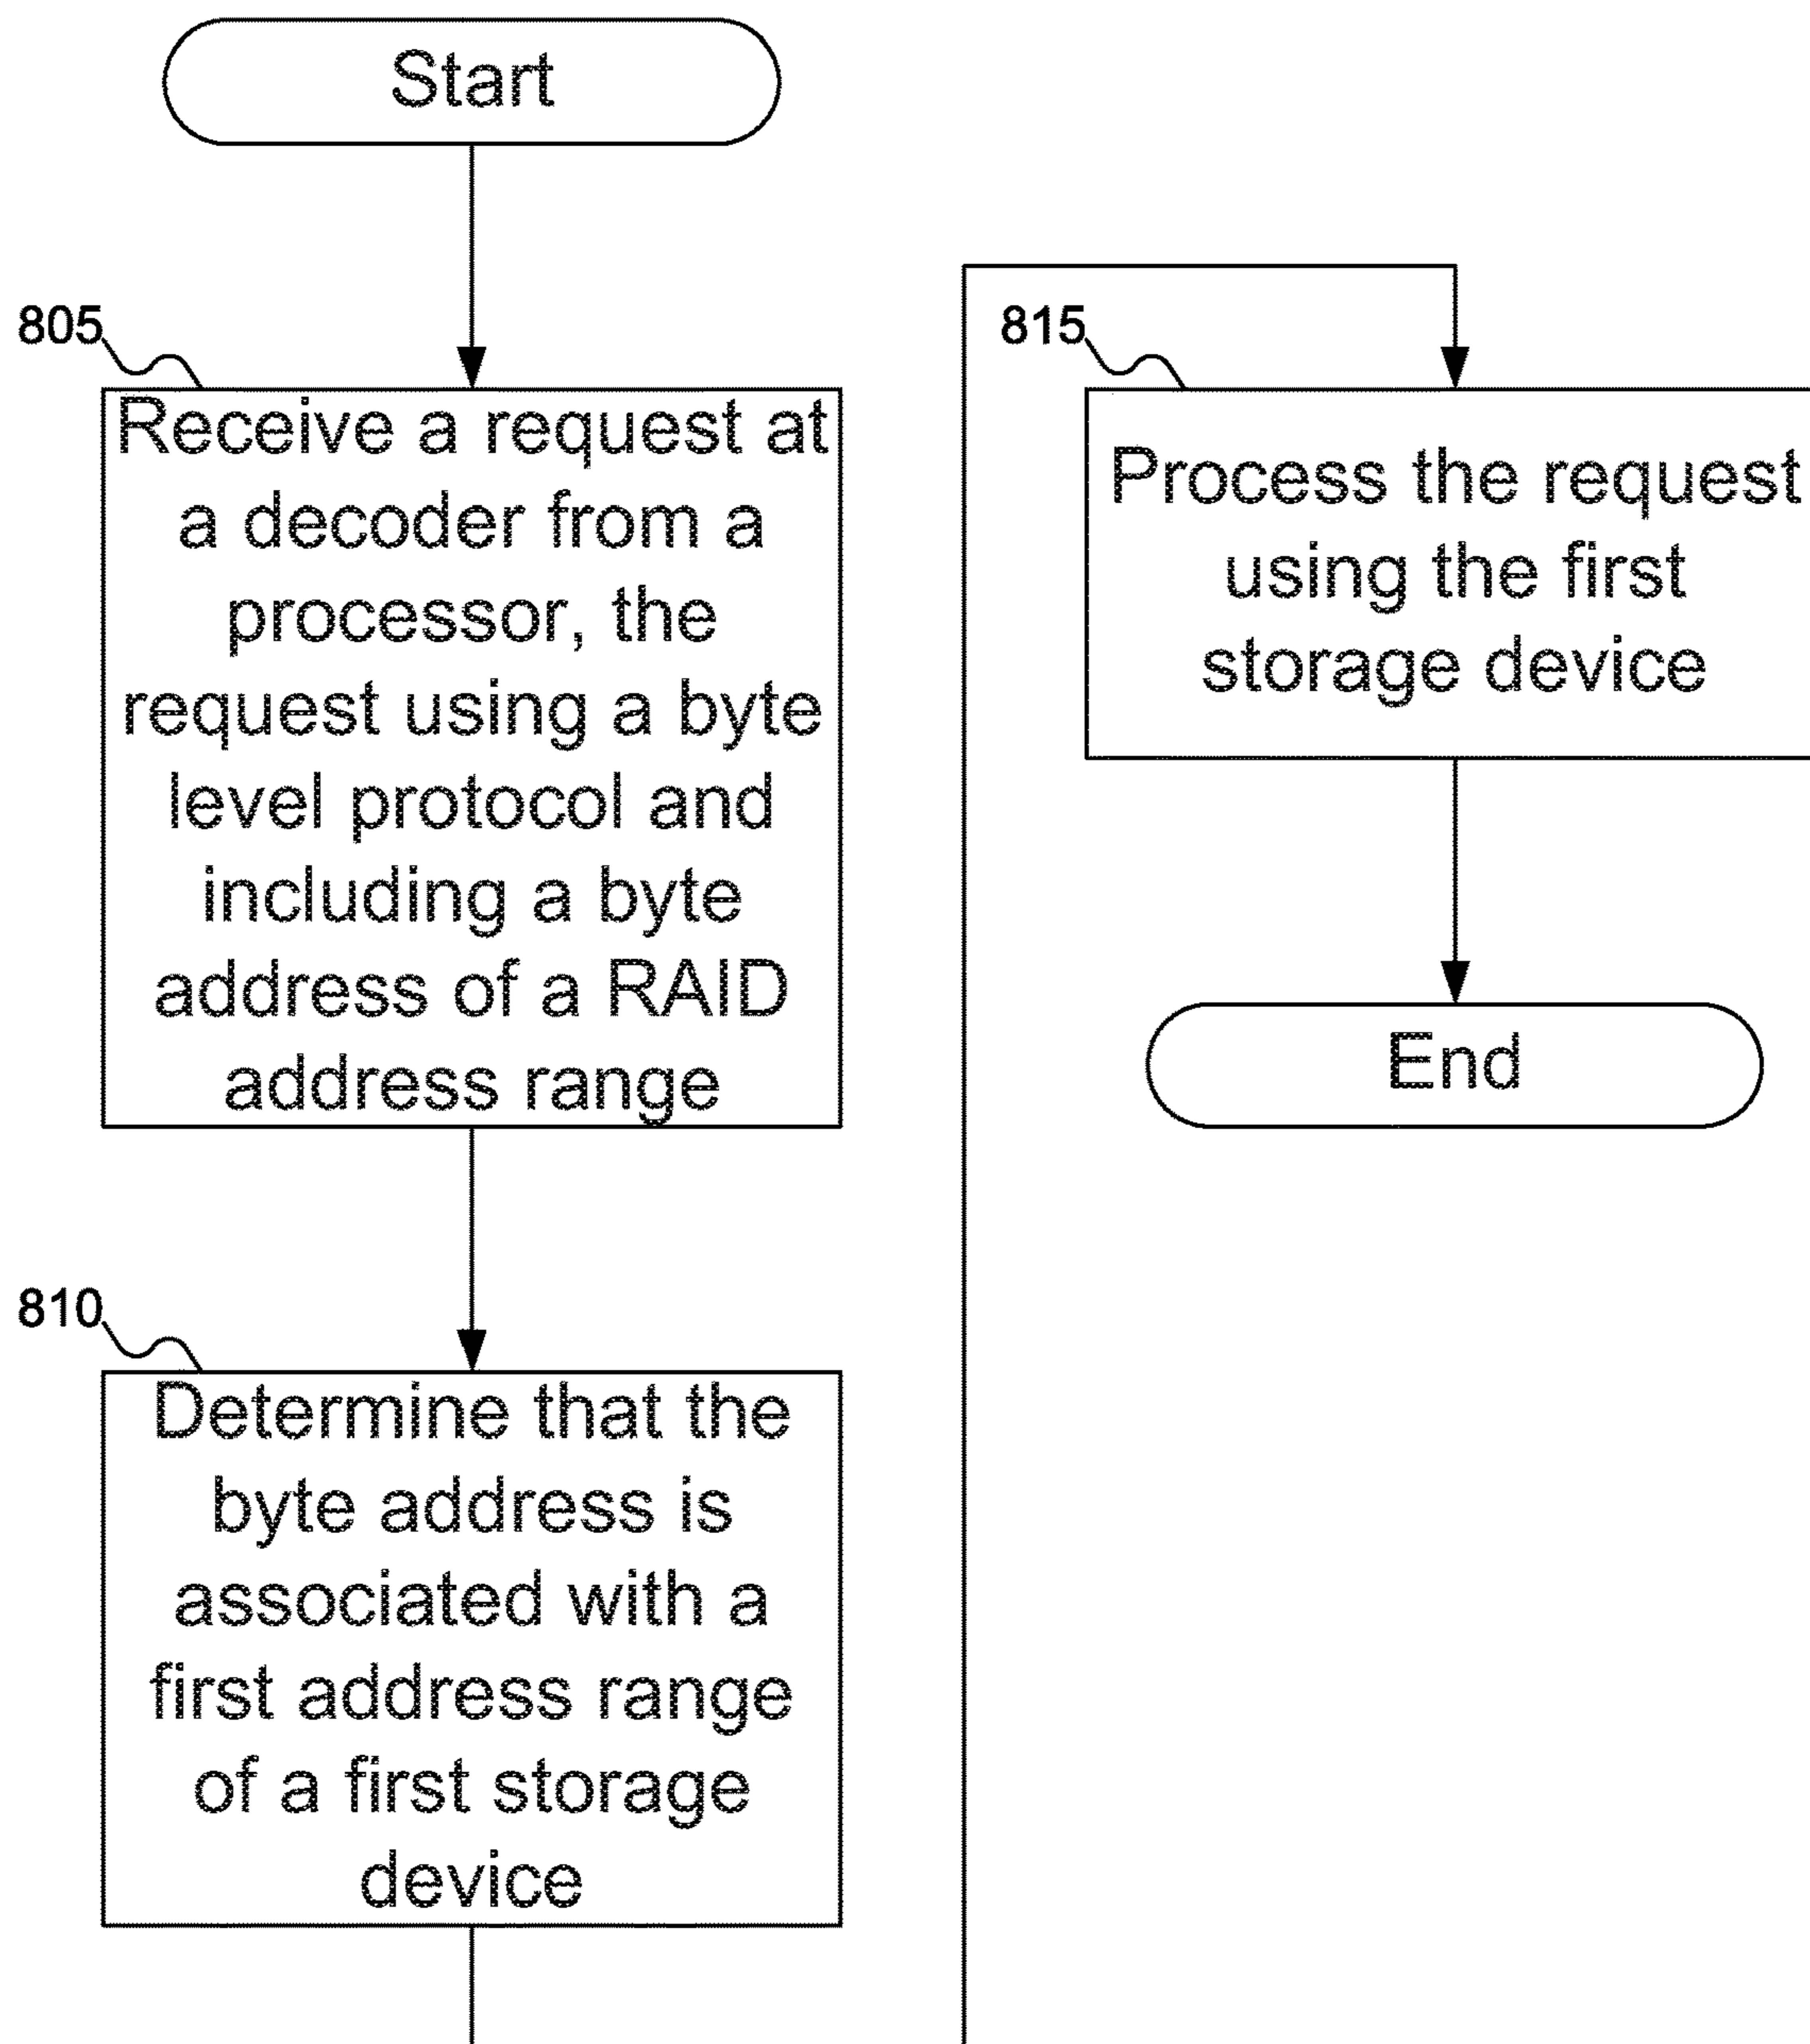 Start
805
Receive a request at
a decoder from a
processor, the
request using a byte
level protocol and
including a byte
address of a RAID
address range
810
Determine that the
byte address is
associated with a
first address range
of a first storage
device
815
Process the request
using the first
storage device
End